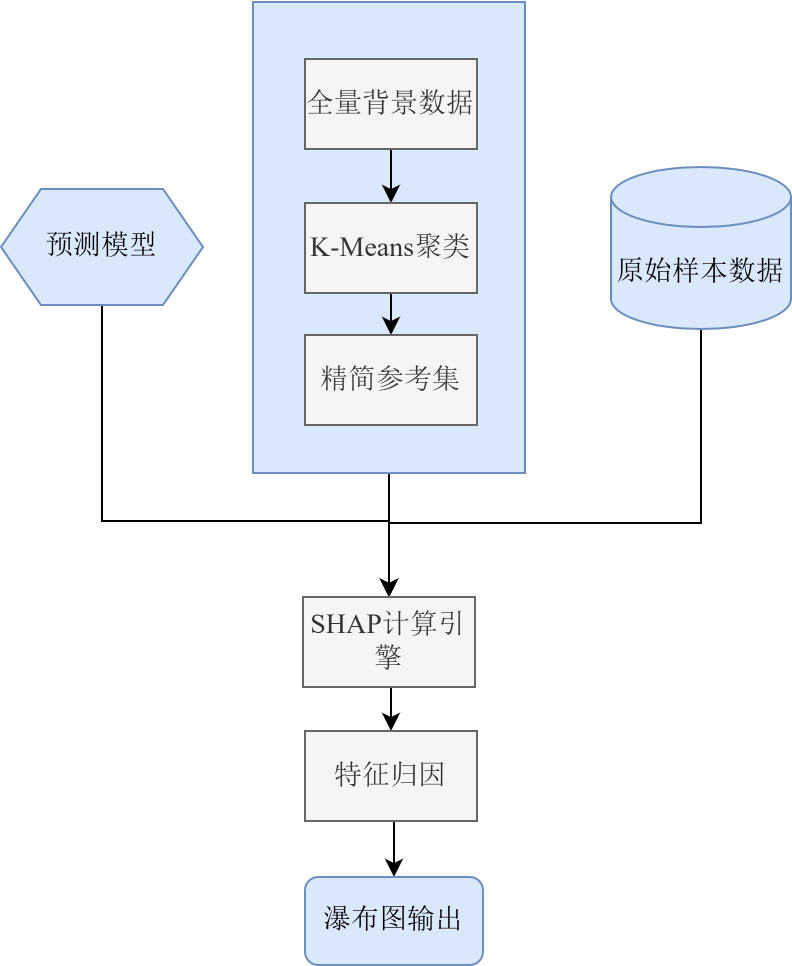 全量背景数据
预测模型
K-Means聚类
原始样本数据
精简参考集
SHAP计算引
擎
特征归因
瀑布图输出